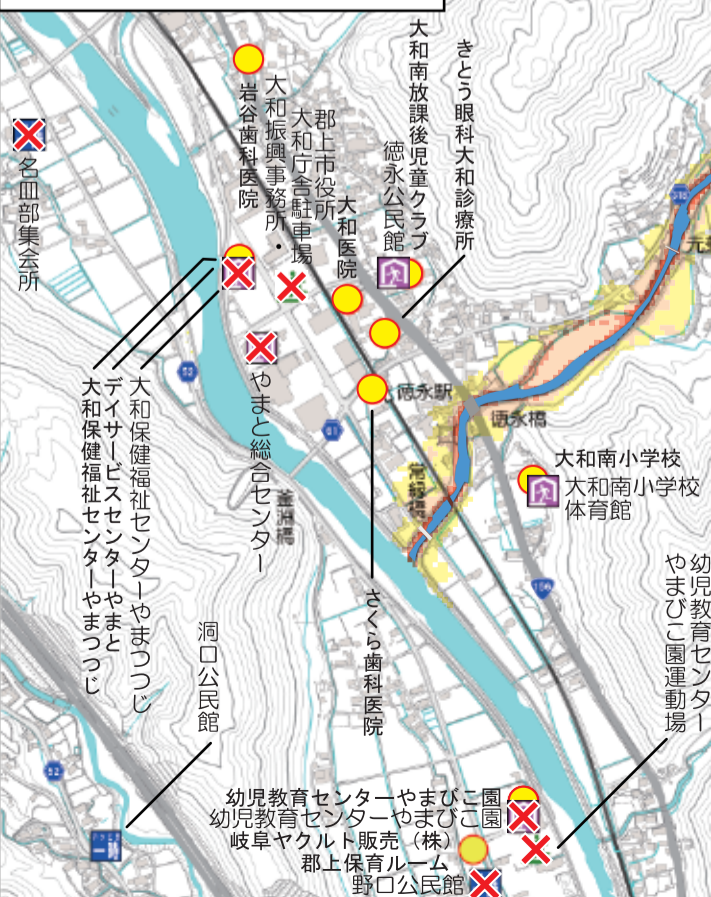 大和南放課後児童クラブ
きとう眼科大和診療所
徳永公民館
大和振興事務所・
郡上市役所
大和庁舎駐車場
岩谷歯科医院
大和医院
名皿部集会所
52
61
やまと総合センター
徳永駅
徳永橋
大和南小学校
大和南小学校
体育館
156
大和保健福祉センターやまつつじ
デイサービスセンターやまと
大和保健福祉センターやまつつじ
さくら歯科医院
幼児教育センター
やまびこ園運動場
洞口公民館
52
一時
幼児教育センターやまびこ園
幼児教育センターやまびこ園
岐阜ヤクルト販売（株）
郡上保育ルーム
野口公民館